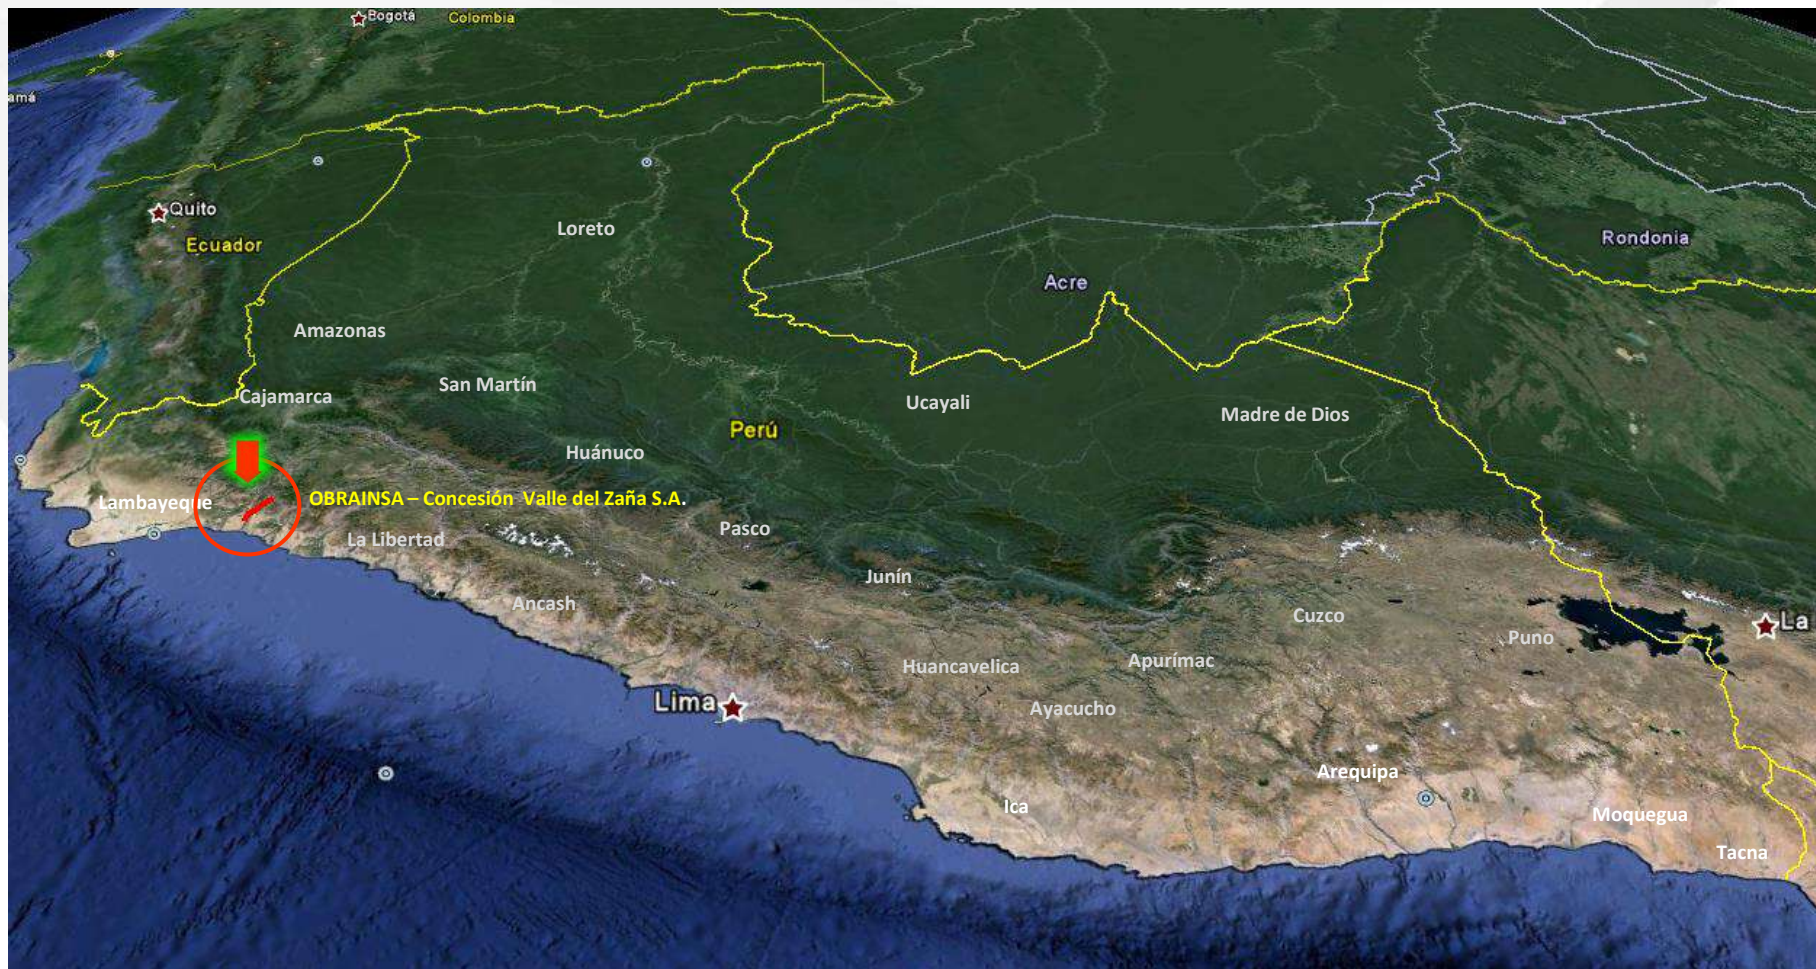 Bogotá
Colombia
amá
Quito
Ecuador
Loreto
Rondonia
Acre
Amazonas
San Martín
Cajamarca
Ucayali
Madre de Dios
Perú
Huánuco
Lambayeque
OBRAINSA – Concesión Valle del Zaña S.A.
Pasco
La Libertad
Junín
Ancash
Cuzco
La
Puno
Huancavelica
Apurímac
Lima
Ayacucho
Arequipa
Ica
Moquegua
Tacna